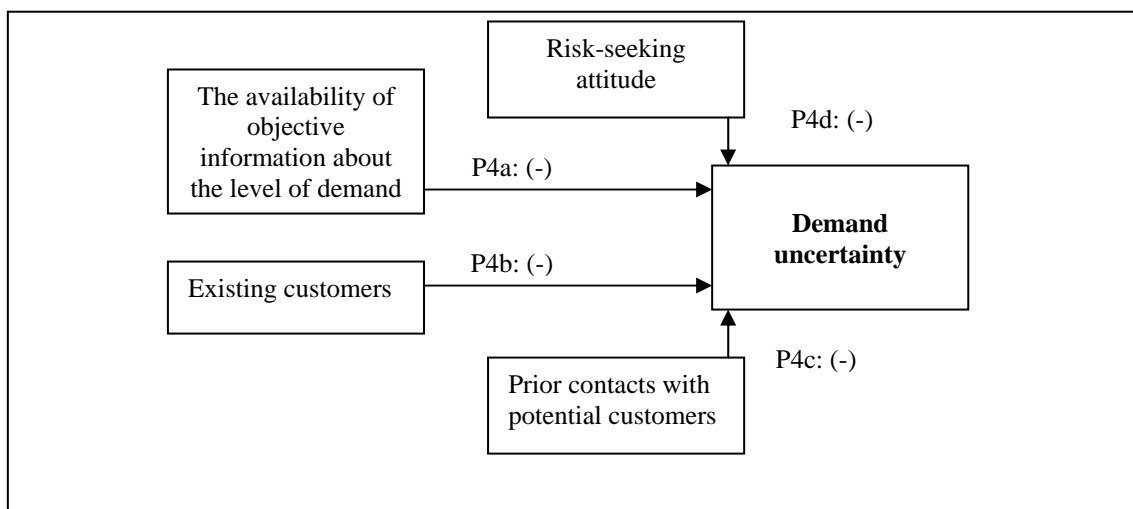 Risk-seeking
attitude
The availability of
objective
information about
the level of demand
P4d: (-)
P4a: (-)
Demand
uncertainty
P4b: (-)
Existing customers
P4c: (-)
Prior contacts with
potential customers